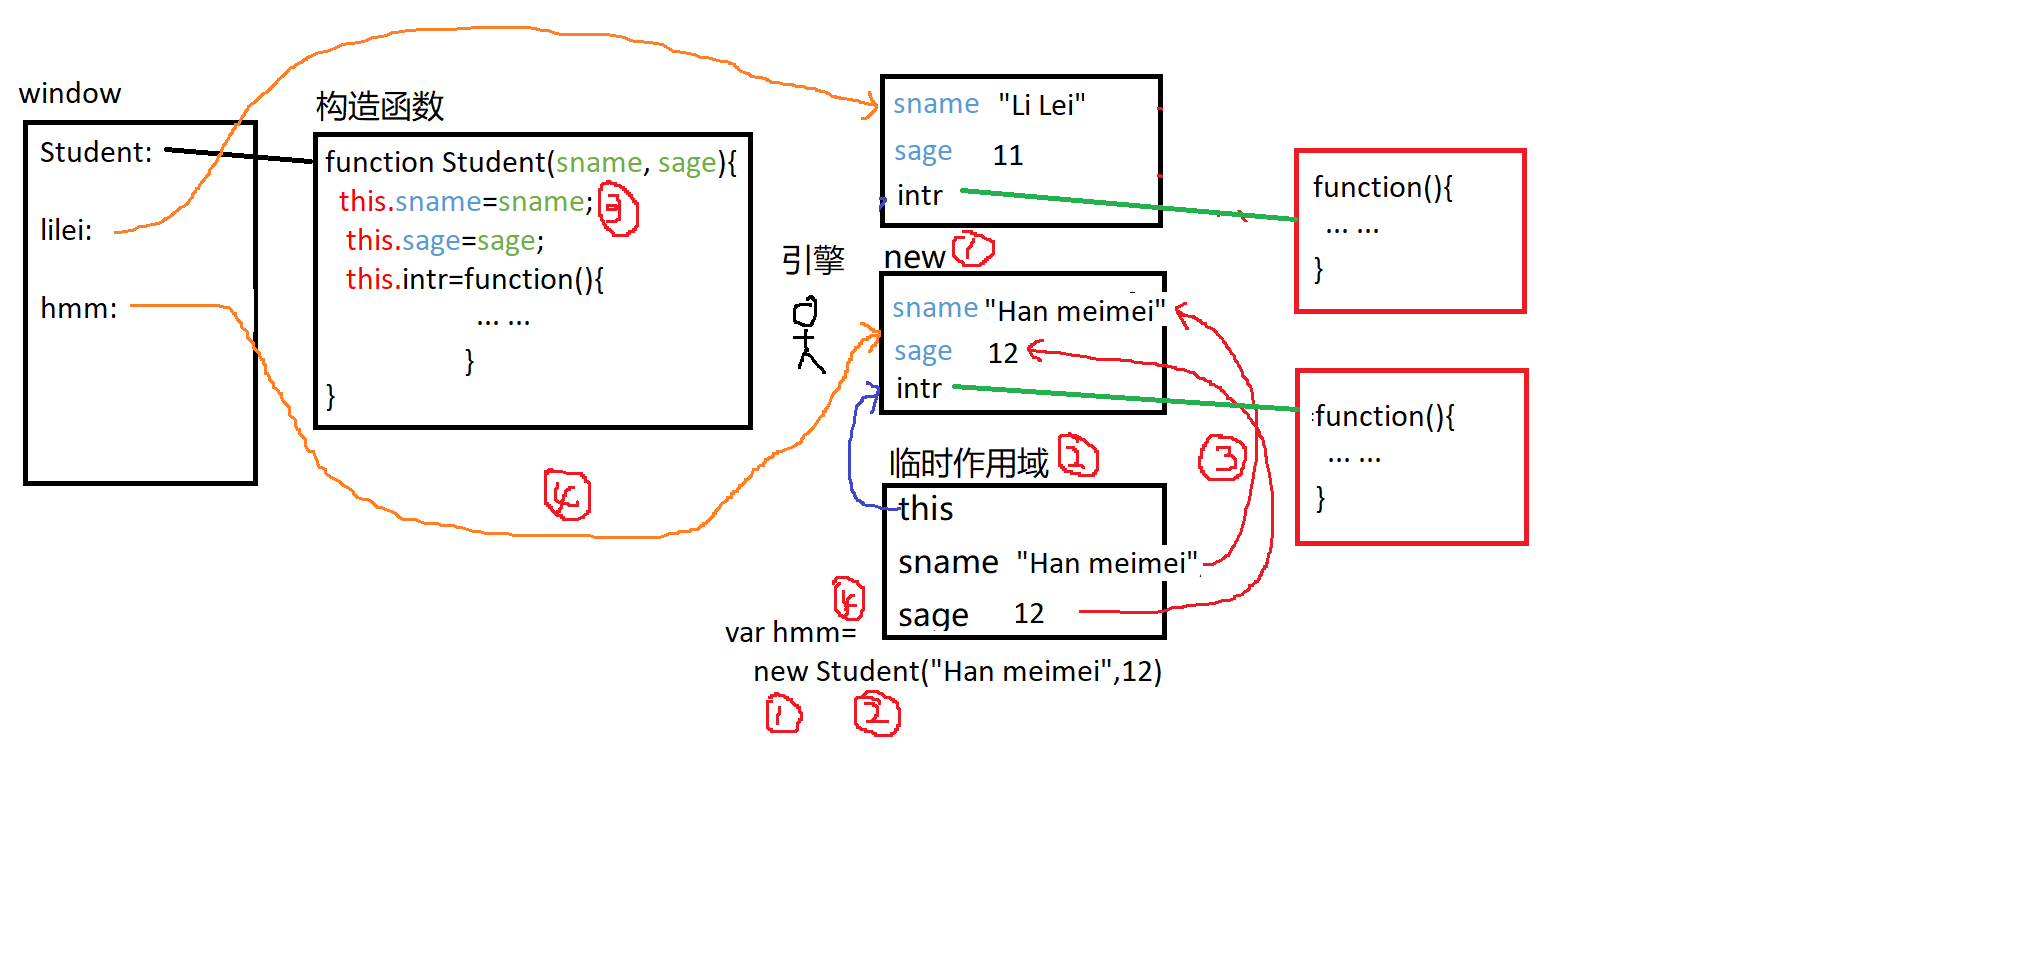 window
Student:
lilei:
hmm:
构造函数
function Student(sname, sage){
this.sname=sname;
③
this.sage=sage;
this.intr=function(){
... ...
}
}
④
sname "Li Lei"
sage 11
intr
function(){
... ...
}
引擎
new ①
sname "Han meimei"
sage 12
intr
:function(){
... ...
}
临时作用域 ②
③
this
sname "Han meimei",
sage 12
④
var hmm=
new Student("Han meimei",12)
① ②